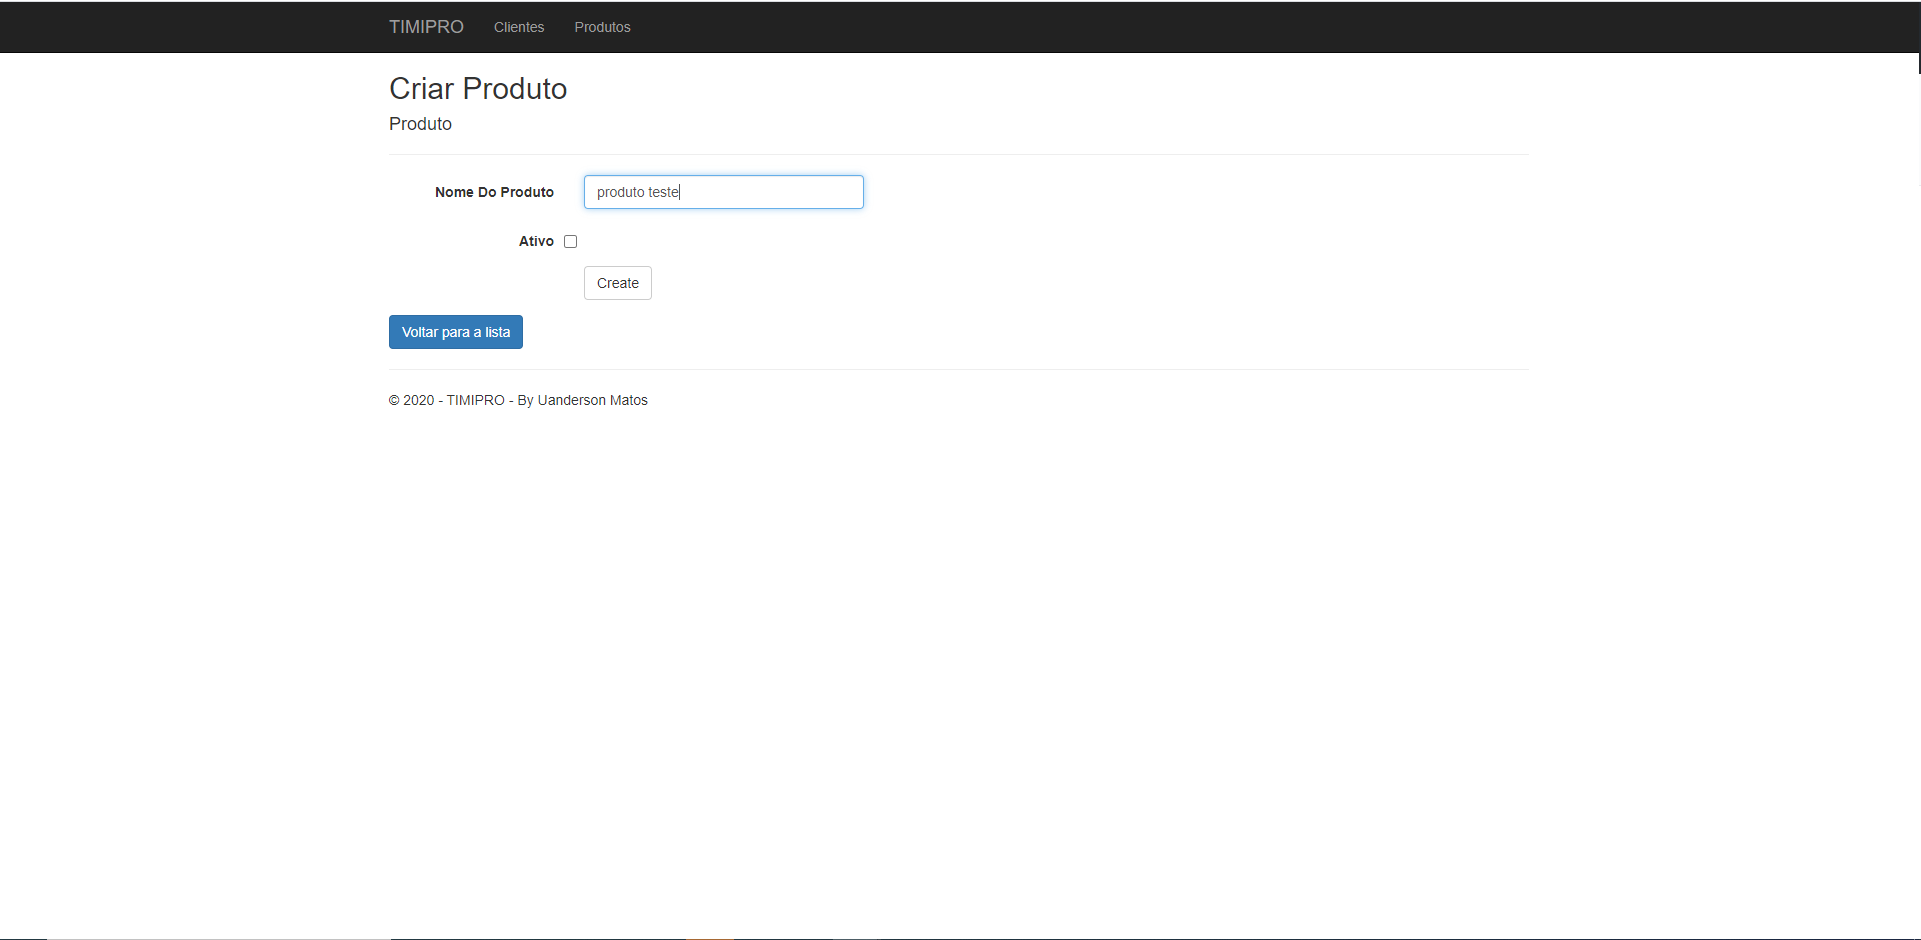 TIMIPRO Clientes Produtos
Criar Produto
Produto
Nome Do Produto produto teste
Ativo
Create
Voltar para a lista
© 2020 - TIMIPRO - By Uanderson Matos